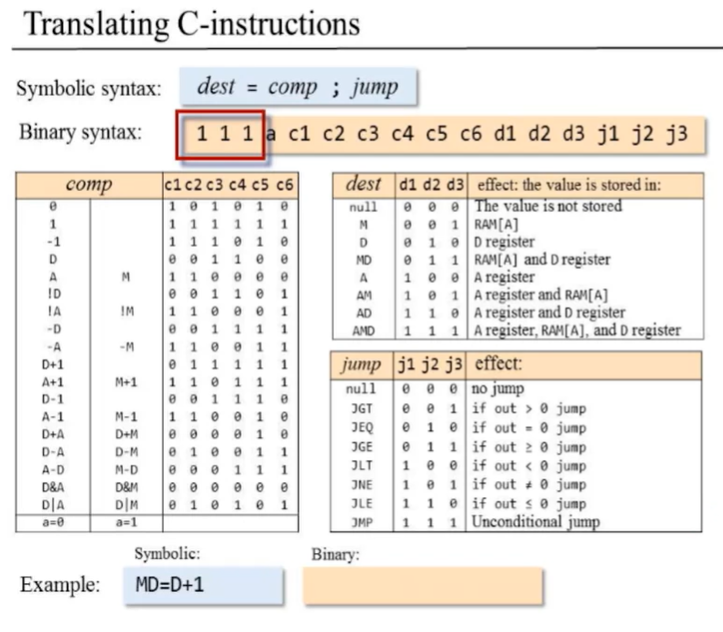 Translating C-instructions
Symbolic syntax: dest = comp ; jump
Binary syntax: 1 1 1 a c1 c2 c3 c4 c5 c6 d1 d2 d3 j1 j2 j3
comp c1 c2 c3 c4 c5 c6
0 1 0 1 0 1 0
1 1 1 1 1 1 1
-1 1 1 1 0 1 0
D 0 0 1 1 0 0
A M 1 1 0 0 0 0
!D 0 0 1 1 0 1
!A !M 1 1 0 0 0 1
-D 0 0 1 1 1 1
-A -M 1 1 0 0 1 1
D+1 0 1 1 1 1 1
A+1 M+1 1 1 0 1 1 1
D-1 0 0 1 1 1 0
A-1 M-1 1 1 0 0 1 0
D+A D+M 0 0 0 0 1 0
D-A D-M 0 1 0 0 1 1
A-D M-D 0 0 0 1 1 1
D&A D&M 0 0 0 0 0 0
D|A D|M 0 1 0 1 0 1
a=0 a=1
dest d1 d2 d3 effect: the value is stored in:
null 0 0 0 The value is not stored
M 0 0 1 RAM[A]
D 0 1 0 D register
MD 0 1 1 RAM[A] and D register
A 1 0 0 A register
AM 1 0 1 A register and RAM[A]
AD 1 1 0 A register and D register
AMD 1 1 1 A register, RAM[A], and D register
jump j1 j2 j3 effect:
null 0 0 0 no jump
JGT 0 0 1 if out > 0 jump
JEQ 0 1 0 if out = 0 jump
JGE 0 1 1 if out ≥ 0 jump
JLT 1 0 0 if out < 0 jump
JNE 1 0 1 if out ≠ 0 jump
JLE 1 1 0 if out ≤ 0 jump
JMP 1 1 1 Unconditional jump
Symbolic: Binary:
Example: MD=D+1